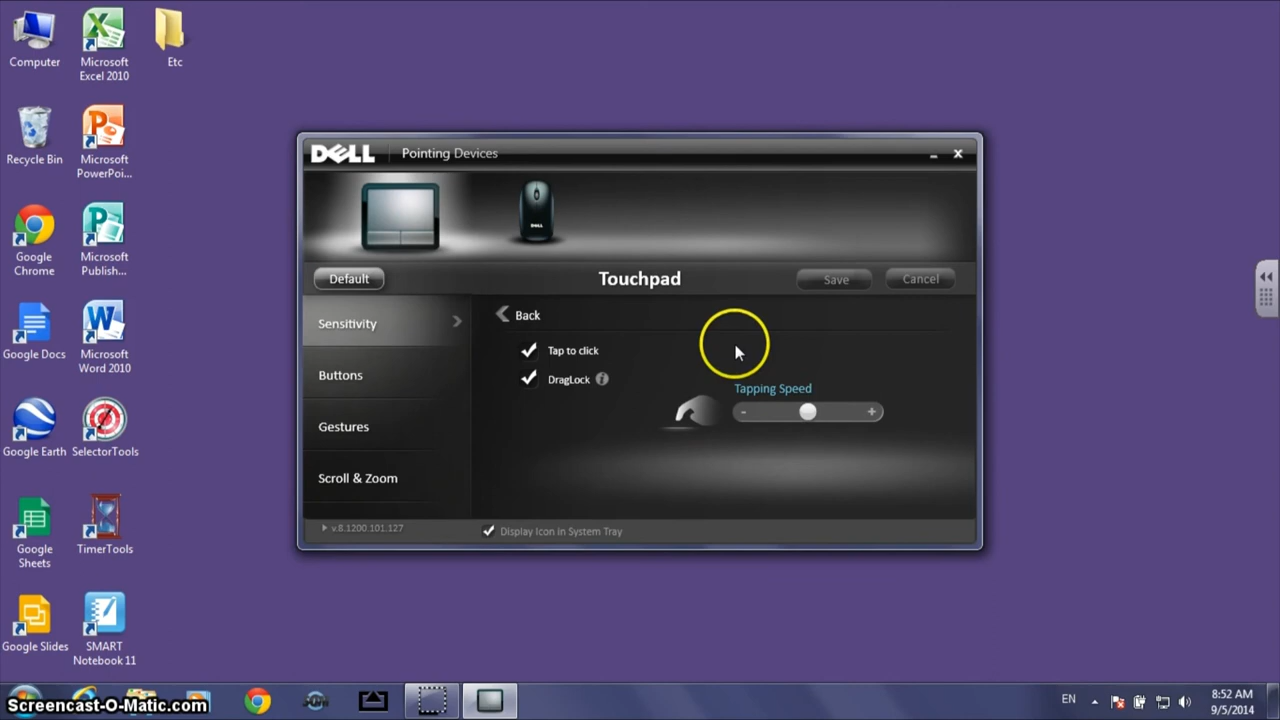 Computer
Microsoft
Excel 2010
Etc
Recycle Bin
Microsoft
PowerPoi...
Google
Chrome
Microsoft
Publish...
Google Docs
Microsoft
Word 2010
Google Earth
SelectorTools
Google
Sheets
TimerTools
Google Slides
SMART
Notebook 11
DELL
Pointing Devices
DELL
Default
Touchpad
Save
Cancel
Sensitivity
Buttons
Gestures
Scroll & Zoom
Back
Tap to click
DragLock
Tapping Speed
- +
v.8.1200.101.127
Display Icon in System Tray
Screencast-O-Matic.com
EN
8:52 AM
9/5/2014